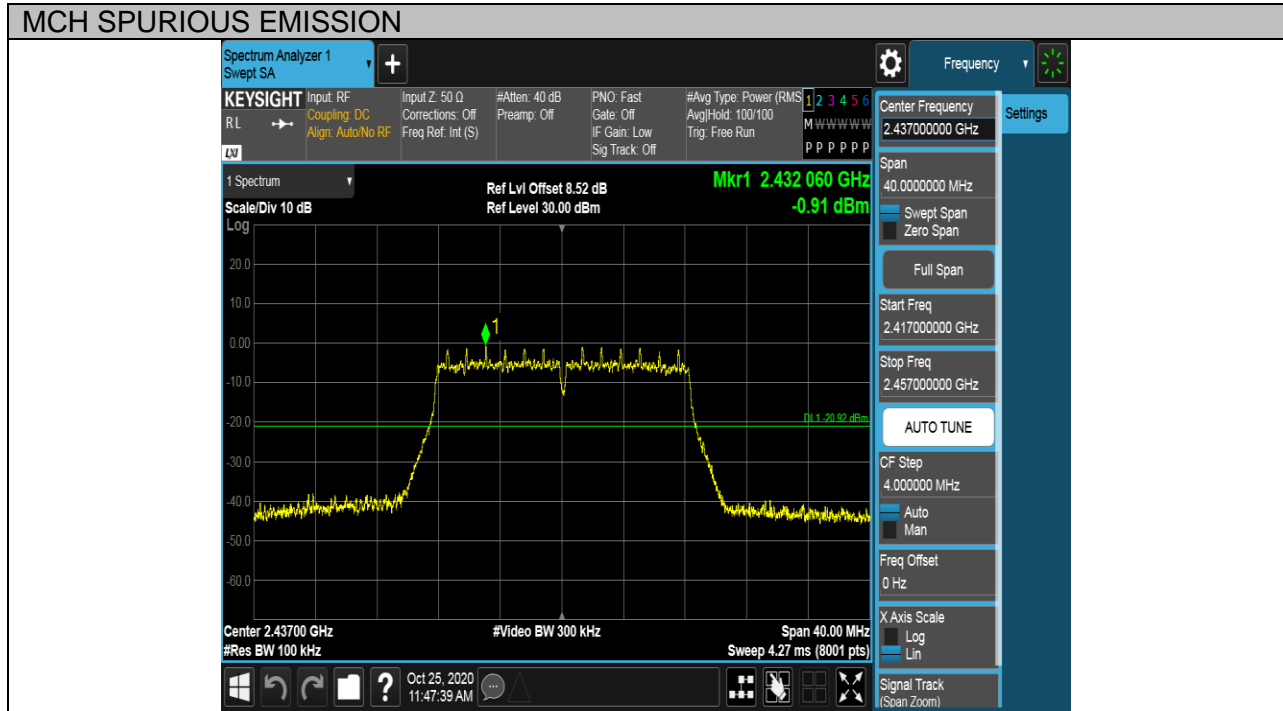 MCH SPURIOUS EMISSION
Spectrum Analyzer 1
Swept SA
+
Frequency
KEYSIGHT
RL
LXI
Input: RF
Coupling: DC
Align: Auto/No RF
Input Z: 50 Ω
Corrections: Off
Freq Ref: Int (S)
#Atten: 40 dB
Preamp: Off
PNO: Fast
Gate: Off
IF Gain: Low
Sig Track: Off
#Avg Type: Power (RMS
Avg|Hold: 100/100
Trig: Free Run
1 2 3 4 5 6
M W W W W W
P P P P P P
1 Spectrum
Scale/Div 10 dB
Log
Ref Lvl Offset 8.52 dB
Ref Level 30.00 dBm
Mkr1 2.432 060 GHz
-0.91 dBm
20.0
10.0
0.00
-10.0
-20.0
-30.0
-40.0
-50.0
-60.0
1
DL1 -20.92 dBm
Center 2.43700 GHz
#Res BW 100 kHz
#Video BW 300 kHz
Span 40.00 MHz
Sweep 4.27 ms (8001 pts)
?
Oct 25, 2020
11:47:39 AM
Center Frequency
2.437000000 GHz
Span
40.0000000 MHz
Swept Span
Zero Span
Full Span
Start Freq
2.417000000 GHz
Stop Freq
2.457000000 GHz
AUTO TUNE
CF Step
4.000000 MHz
Auto
Man
Freq Offset
0 Hz
X Axis Scale
Log
Lin
Signal Track
(Span Zoom)
Settings